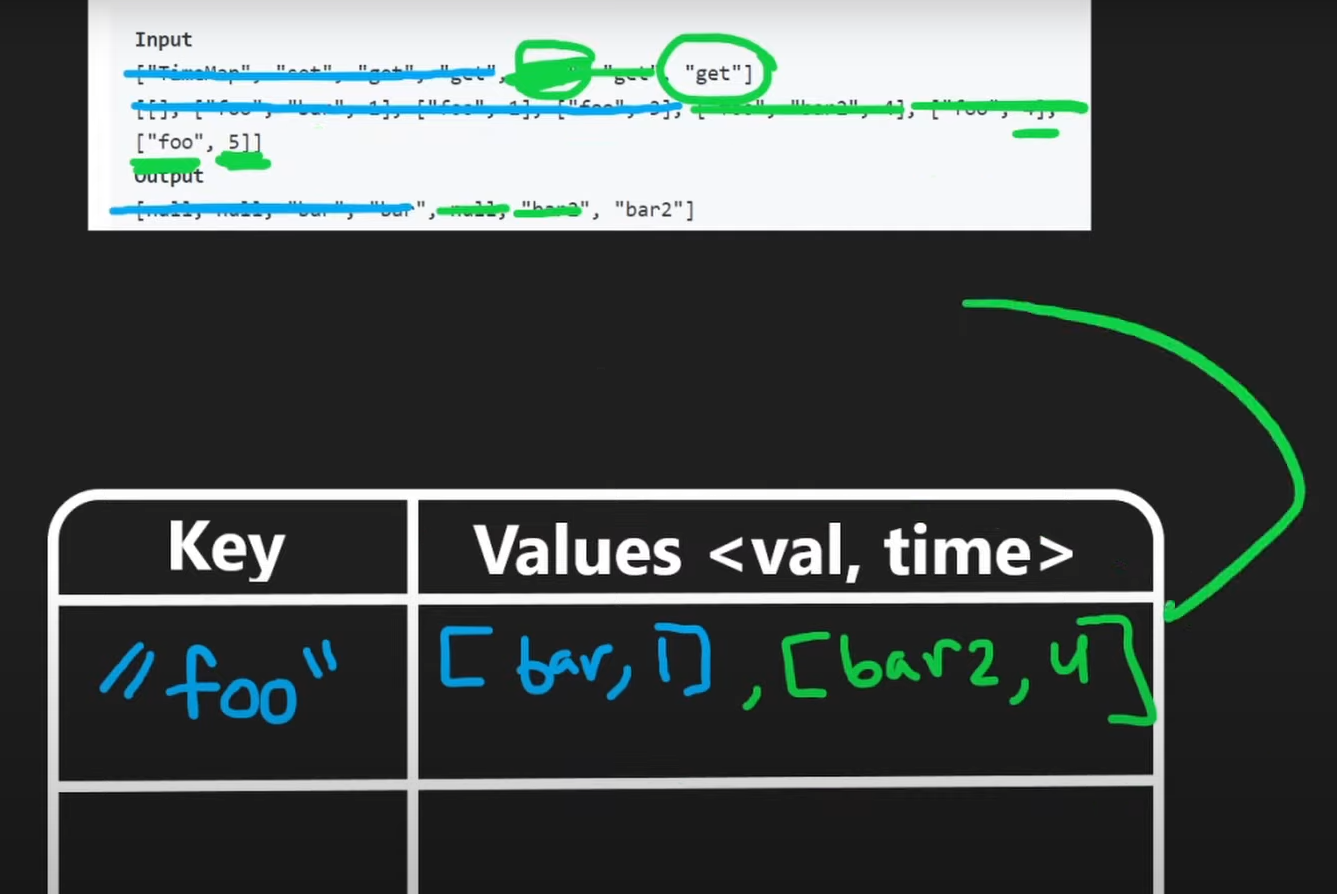 Input
["TimeMap", "set", "get", "get", "get", "get"]
[[], ["foo", "bar", 1], ["foo", 1], ["foo", 3], ["foo", "bar2", 4], ["foo", 4],
["foo", 5]]
Output
[null, null, "bar", "bar", null, "bar2", "bar2"]
Key Values <val, time>
"foo" [bar, 1], [bar2, 4]